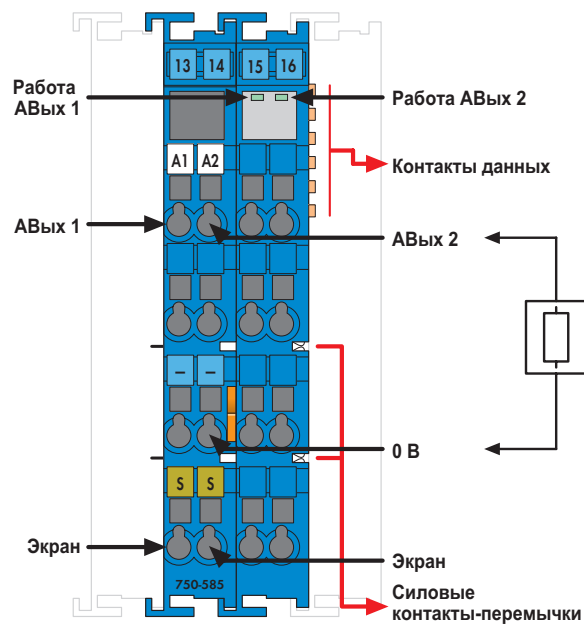 13 14 15 16
Работа
АВых 1
Работа АВых 2
A1 A2
Контакты данных
АВых 1
АВых 2
– –
0 В
S S
Экран
Экран
750-585
Силовые
контакты-перемычки